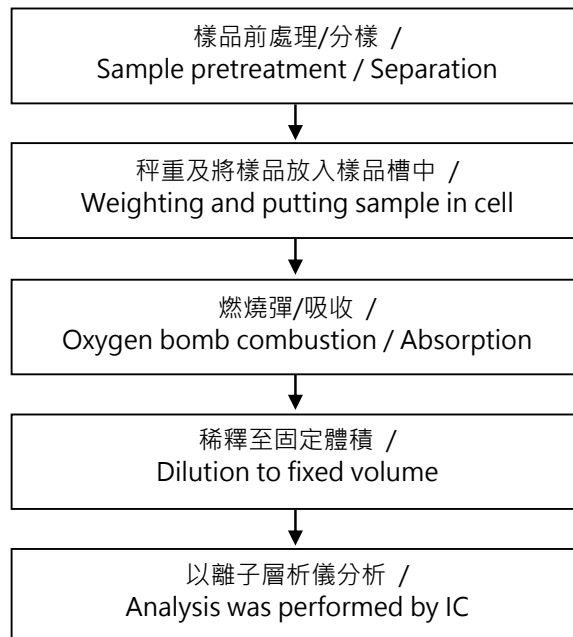 樣品前處理/分樣 /
Sample pretreatment / Separation
秤重及將樣品放入樣品槽中 /
Weighting and putting sample in cell
燃燒彈/吸收 /
Oxygen bomb combustion / Absorption
稀釋至固定體積 /
Dilution to fixed volume
以離子層析儀分析 /
Analysis was performed by IC